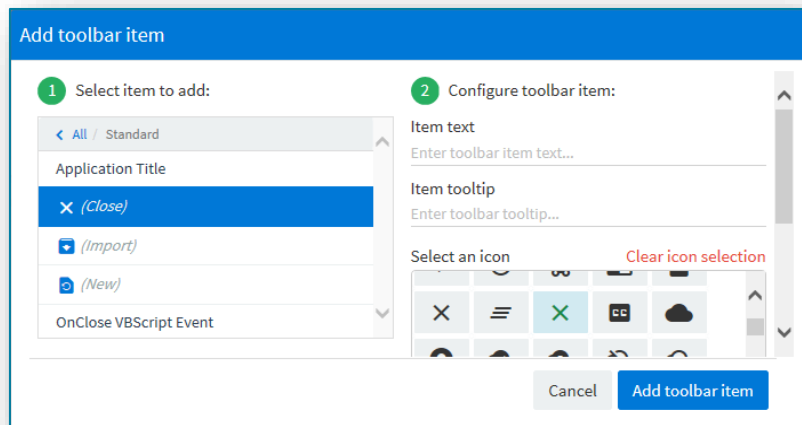 Add toolbar item
1 Select item to add:
All / Standard
Application Title
(Close)
(Import)
(New)
OnClose VBScript Event
2 Configure toolbar item:
Item text
Enter toolbar item text...
Item tooltip
Enter toolbar tooltip...
Select an icon Clear icon selection
CC
Cancel Add toolbar item